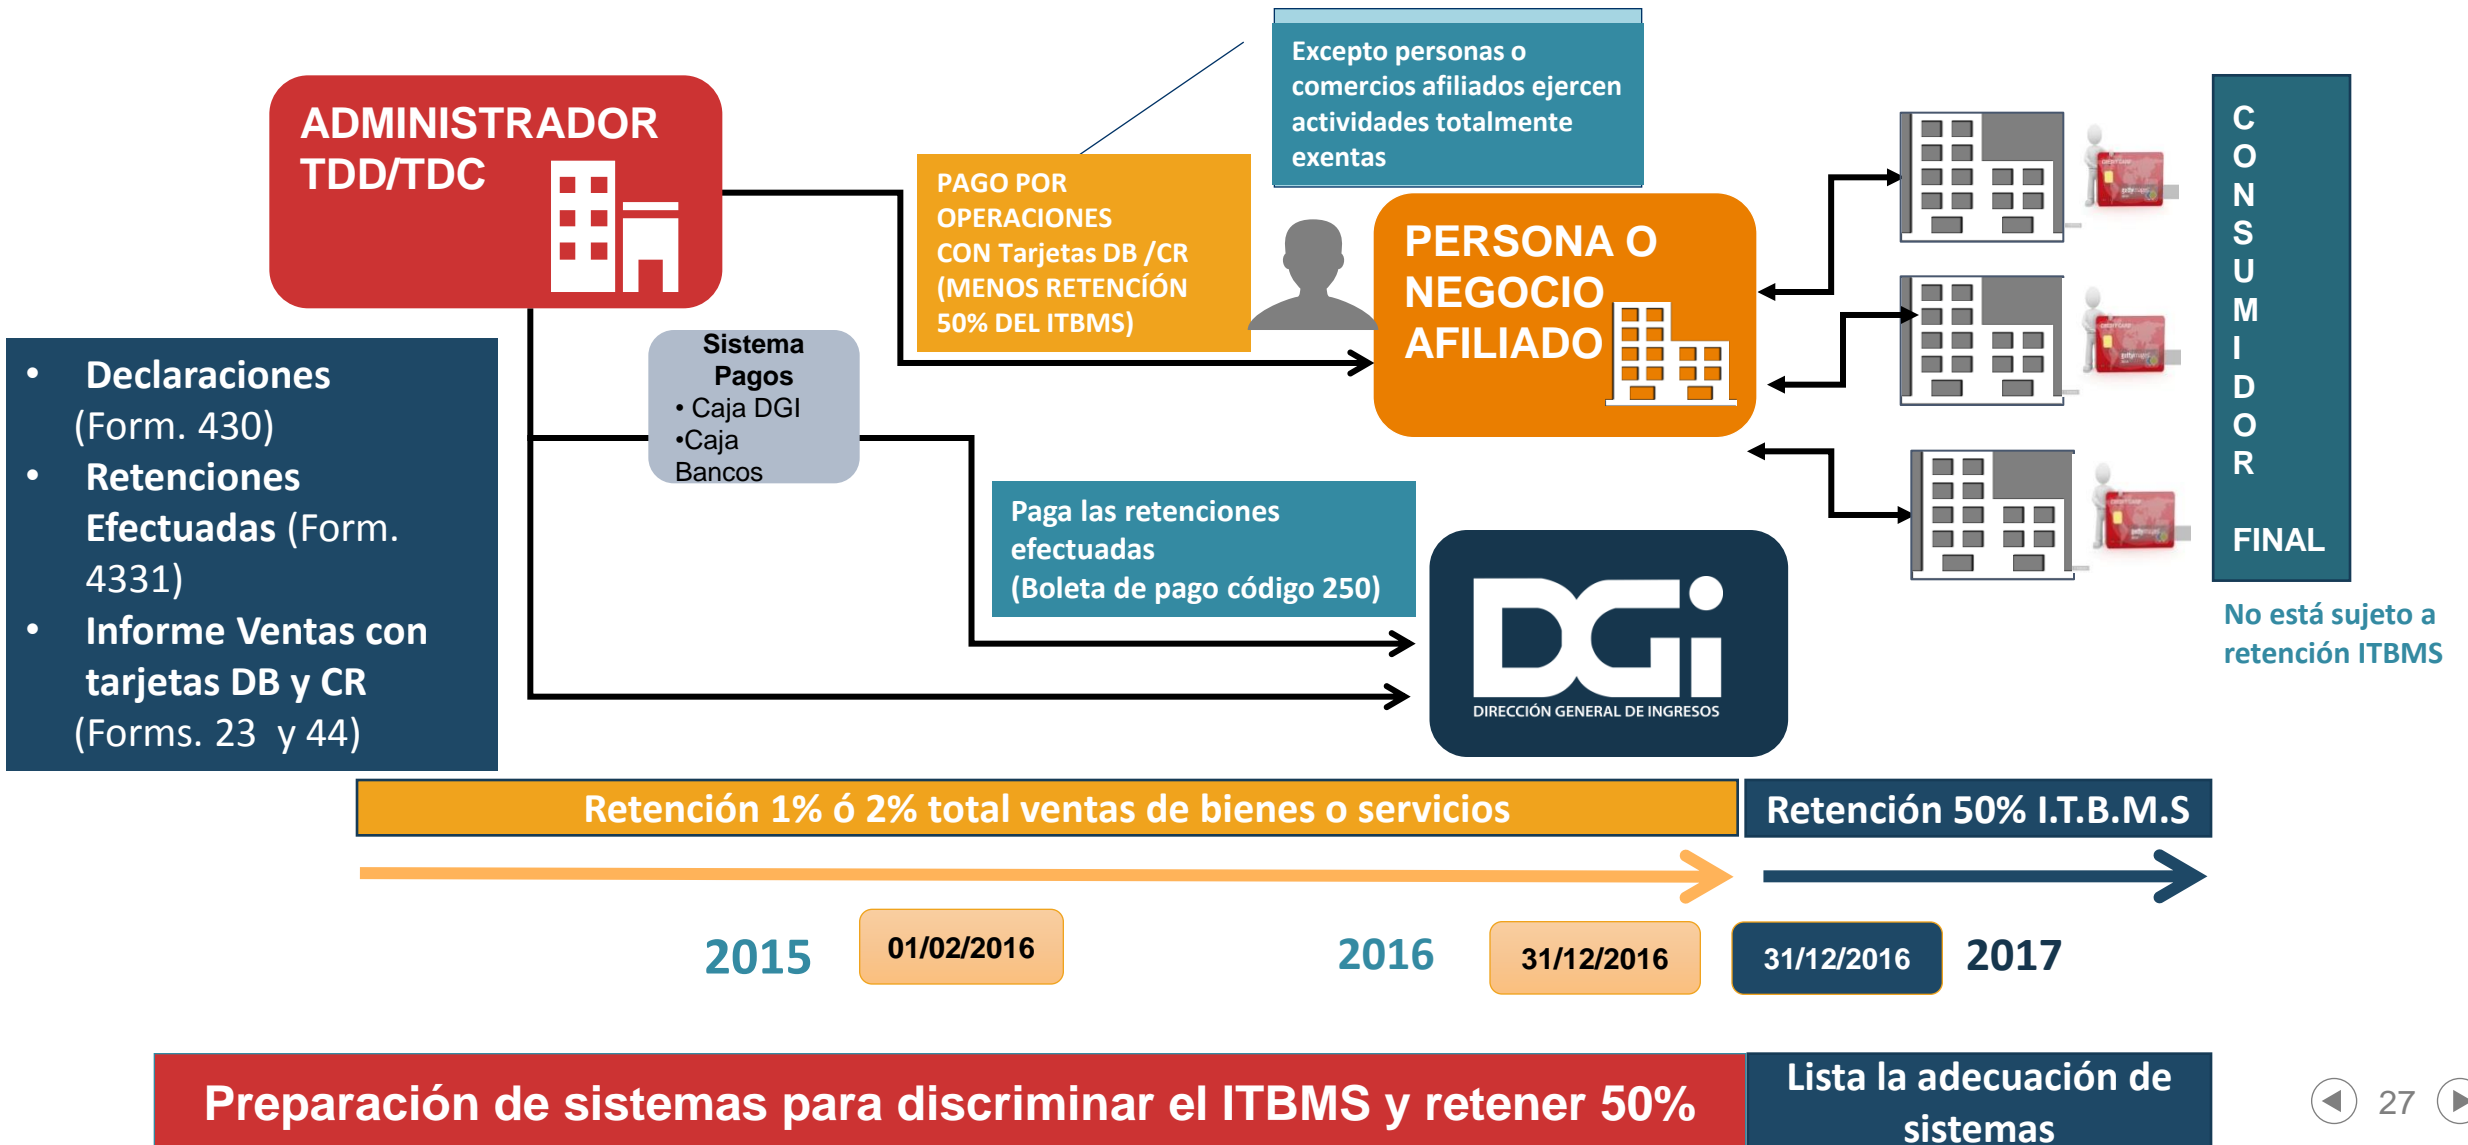 ADMINISTRADOR
TDD/TDC
PAGO POR
OPERACIONES
CON Tarjetas DB /CR
(MENOS RETENCÍÓN
50% DEL ITBMS)
Excepto personas o
comercios afiliados ejercen
actividades totalmente
exentas
PERSONA O
NEGOCIO
AFILIADO
C
O
N
S
U
M
I
D
O
R
FINAL
No está sujeto a
retención ITBMS
• Declaraciones
(Form. 430)
• Retenciones
Efectuadas (Form.
4331)
• Informe Ventas con
tarjetas DB y CR
(Forms. 23 y 44)
Sistema
Pagos
• Caja DGI
•Caja
Bancos
Paga las retenciones
efectuadas
(Boleta de pago código 250)
DGi
DIRECCIÓN GENERAL DE INGRESOS
Retención 1% ó 2% total ventas de bienes o servicios
Retención 50% I.T.B.M.S
2015
01/02/2016
2016
31/12/2016
31/12/2016
2017
Preparación de sistemas para discriminar el ITBMS y retener 50%
Lista la adecuación de
sistemas
27